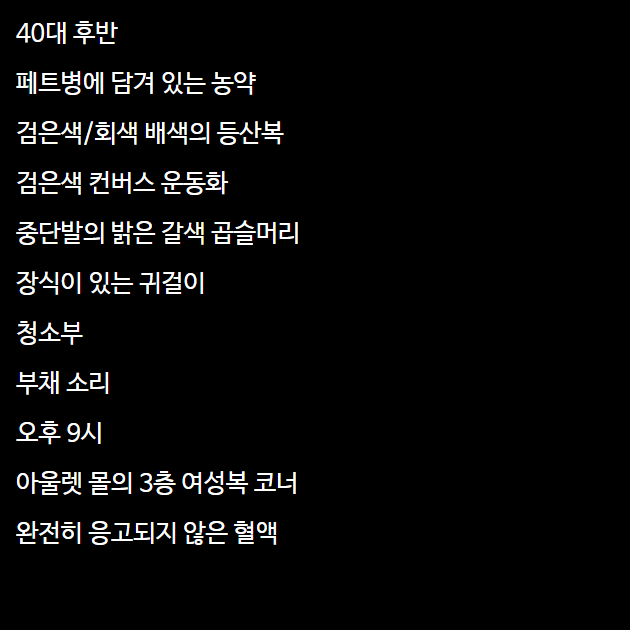 40대 후반
페트병에 담겨 있는 농약
검은색/회색 배색의 등산복
검은색 컨버스 운동화
중단발의 밝은 갈색 곱슬머리
장식이 있는 귀걸이
청소부
부채 소리
오후 9시
아울렛 몰의 3층 여성복 코너
완전히 응고되지 않은 혈액